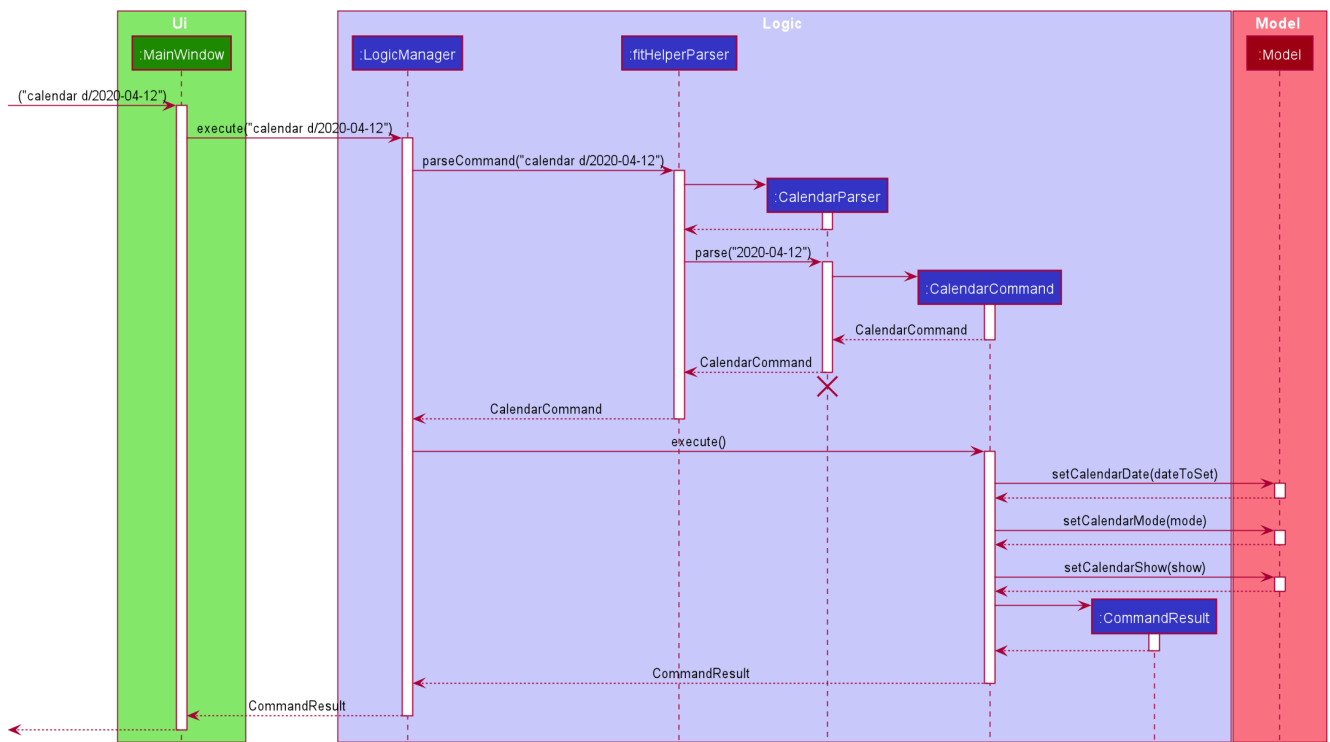 Ui
Logic
Model
:MainWindow
:LogicManager
:fitHelperParser
:Model
("calendar d/2020-04-12")
execute("calendar d/2020-04-12")
parseCommand("calendar d/2020-04-12")
:CalendarParser
parse("2020-04-12")
:CalendarCommand
CalendarCommand
CalendarCommand
CalendarCommand
execute()
setCalendarDate(dateToSet)
setCalendarMode(mode)
setCalendarShow(show)
:CommandResult
CommandResult
CommandResult